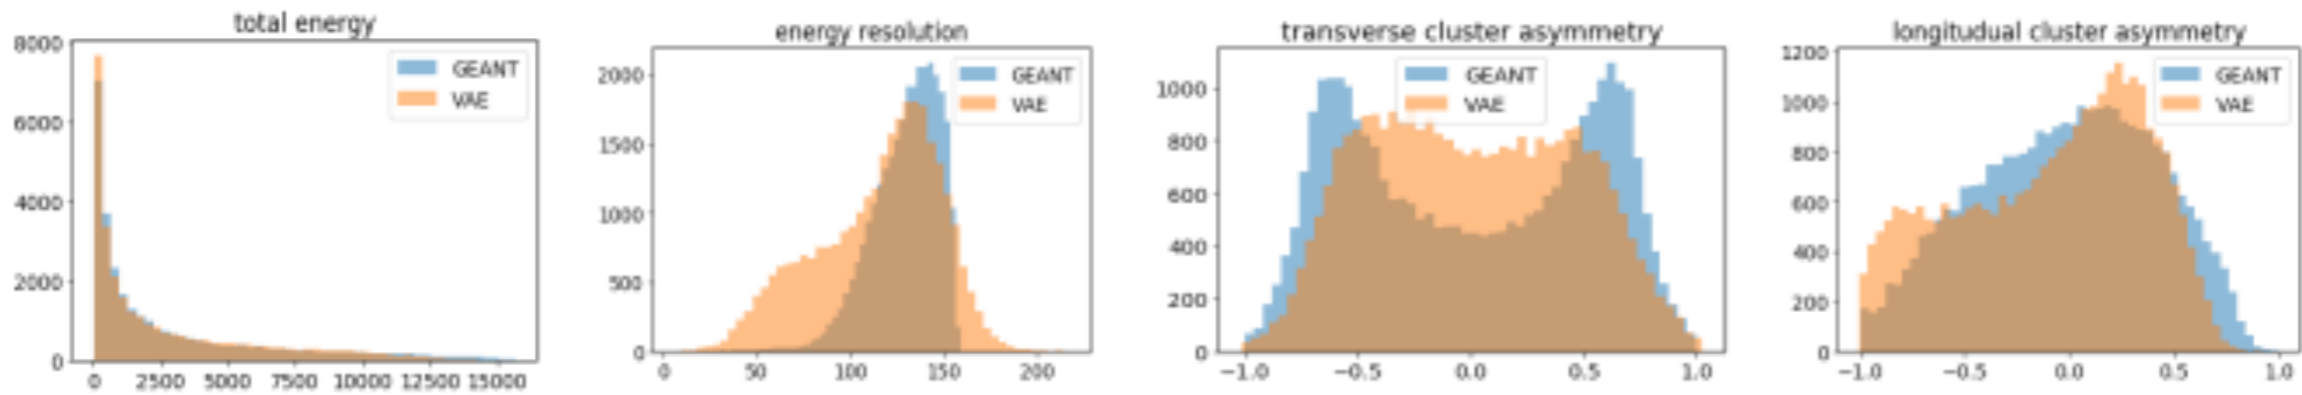 total energy
8000
6000
4000
2000
0
0 2500 5000 7500 10000 12500 15000
GEANT
VAE
energy resolution
2000
1500
1000
500
0
0 50 100 150 200
GEANT
VAE
transverse cluster asymmetry
1000
800
600
400
200
0
−1.0 −0.5 0.0 0.5 1.0
GEANT
VAE
longitudual cluster asymmetry
1200
1000
800
600
400
200
0
−1.0 −0.5 0.0 0.5 1.0
GEANT
VAE